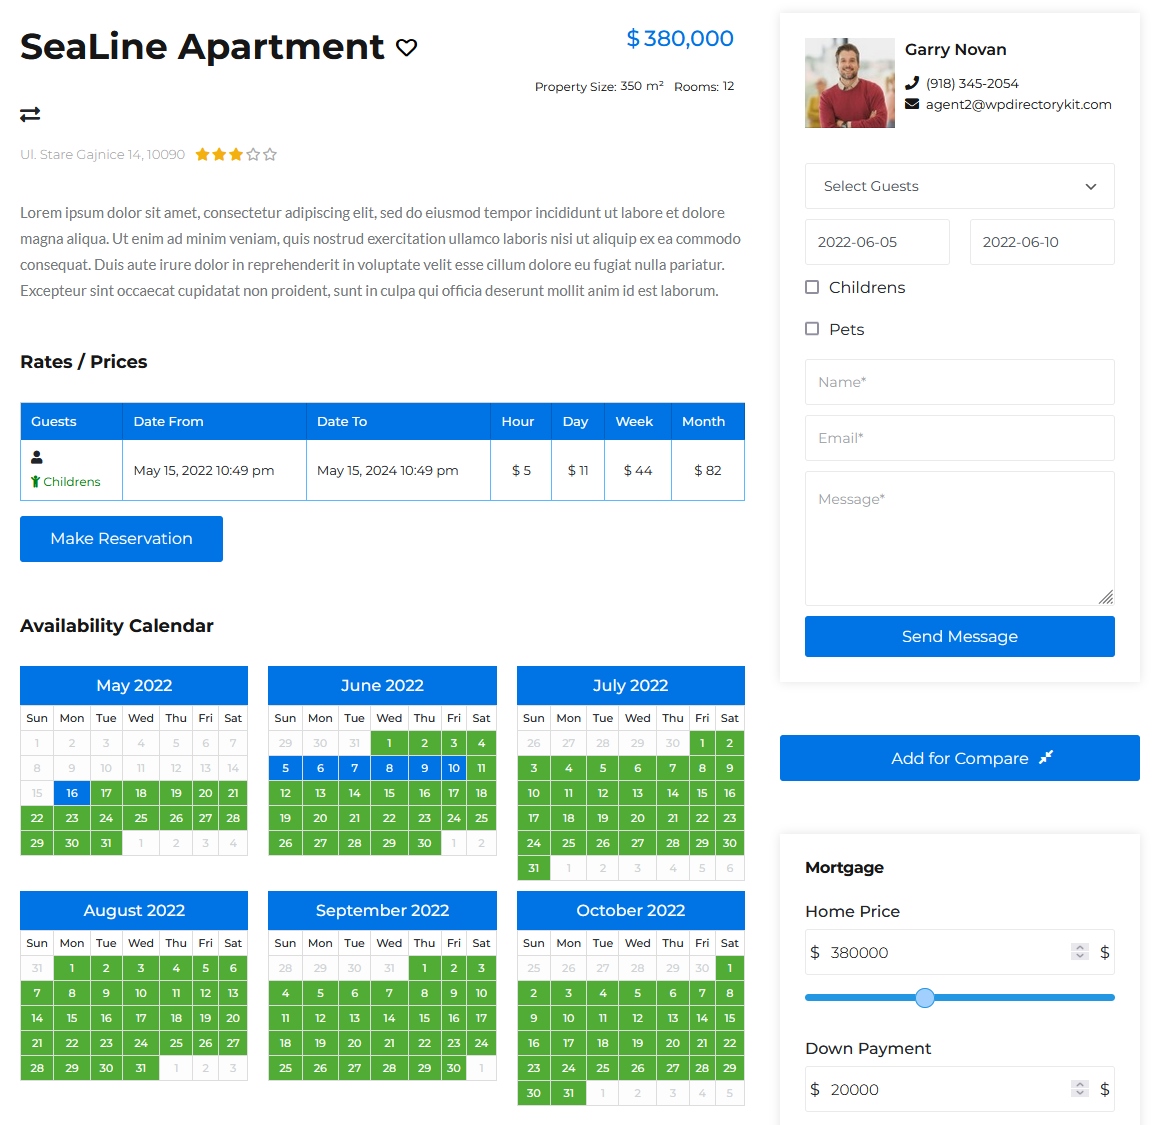 SeaLine Apartment
$ 380,000
Property Size: 350 m² Rooms: 12
Ul. Stare Gajnice 14, 10090
Lorem ipsum dolor sit amet, consectetur adipiscing elit, sed do eiusmod tempor incididunt ut labore et dolore
magna aliqua. Ut enim ad minim veniam, quis nostrud exercitation ullamco laboris nisi ut aliquip ex ea commodo
consequat. Duis aute irure dolor in reprehenderit in voluptate velit esse cillum dolore eu fugiat nulla pariatur.
Excepteur sint occaecat cupidatat non proident, sunt in culpa qui officia deserunt mollit anim id est laborum.
Rates / Prices
Guests Date From Date To Hour Day Week Month
Childrens May 15, 2022 10:49 pm May 15, 2024 10:49 pm $ 5 $ 11 $ 44 $ 82
Make Reservation
Availability Calendar
May 2022
Sun Mon Tue Wed Thu Fri Sat
1 2 3 4 5 6 7
8 9 10 11 12 13 14
15 16 17 18 19 20 21
22 23 24 25 26 27 28
29 30 31 1 2 3 4
June 2022
Sun Mon Tue Wed Thu Fri Sat
29 30 31 1 2 3 4
5 6 7 8 9 10 11
12 13 14 15 16 17 18
19 20 21 22 23 24 25
26 27 28 29 30 1 2
July 2022
Sun Mon Tue Wed Thu Fri Sat
26 27 28 29 30 1 2
3 4 5 6 7 8 9
10 11 12 13 14 15 16
17 18 19 20 21 22 23
24 25 26 27 28 29 30
31 1 2 3 4 5 6
August 2022
Sun Mon Tue Wed Thu Fri Sat
31 1 2 3 4 5 6
7 8 9 10 11 12 13
14 15 16 17 18 19 20
21 22 23 24 25 26 27
28 29 30 31 1 2 3
September 2022
Sun Mon Tue Wed Thu Fri Sat
28 29 30 31 1 2 3
4 5 6 7 8 9 10
11 12 13 14 15 16 17
18 19 20 21 22 23 24
25 26 27 28 29 30 1
October 2022
Sun Mon Tue Wed Thu Fri Sat
25 26 27 28 29 30 1
2 3 4 5 6 7 8
9 10 11 12 13 14 15
16 17 18 19 20 21 22
23 24 25 26 27 28 29
30 31 1 2 3 4 5
Garry Novan
(918) 345-2054
agent2@wpdirectorykit.com
Select Guests
2022-06-05 2022-06-10
Childrens
Pets
Name*
Email*
Message*
Send Message
Add for Compare
Mortgage
Home Price
$ 380000 $
Down Payment
$ 20000 $